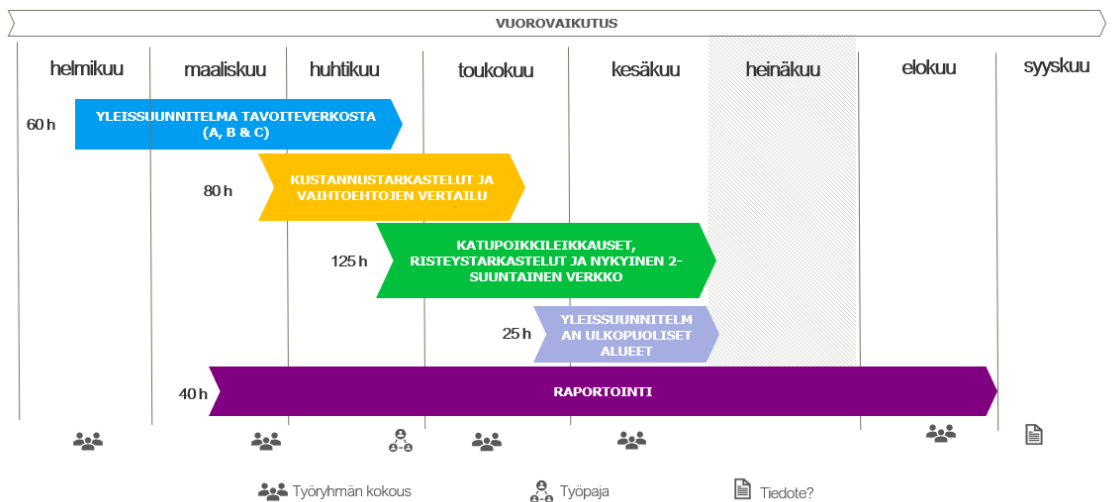 VUOROVAIKUTUS
helmikuu
maaliskuu
huhtikuu
toukokuu
kesäkuu
heinäkuu
elokuu
syyskuu
60 h
YLEISSUUNNITELMA TAVOITEVERKOSTA
(A, B & C)
80 h
KUSTANNUSTARKASTELUT JA
VAIHTOEHTOJEN VERTAILU
125 h
KATUPOIKKILEIKKAUSET,
RISTEYSTARKASTELUT JA NYKYINEN 2-
SUUNTAINEN VERKKO
25 h
YLEISSUUNNITELM
AN ULKOPUOLISET
ALUEET
40 h
RAPORTOINTI
Työryhmän kokous
Työpaja
Tiedote?